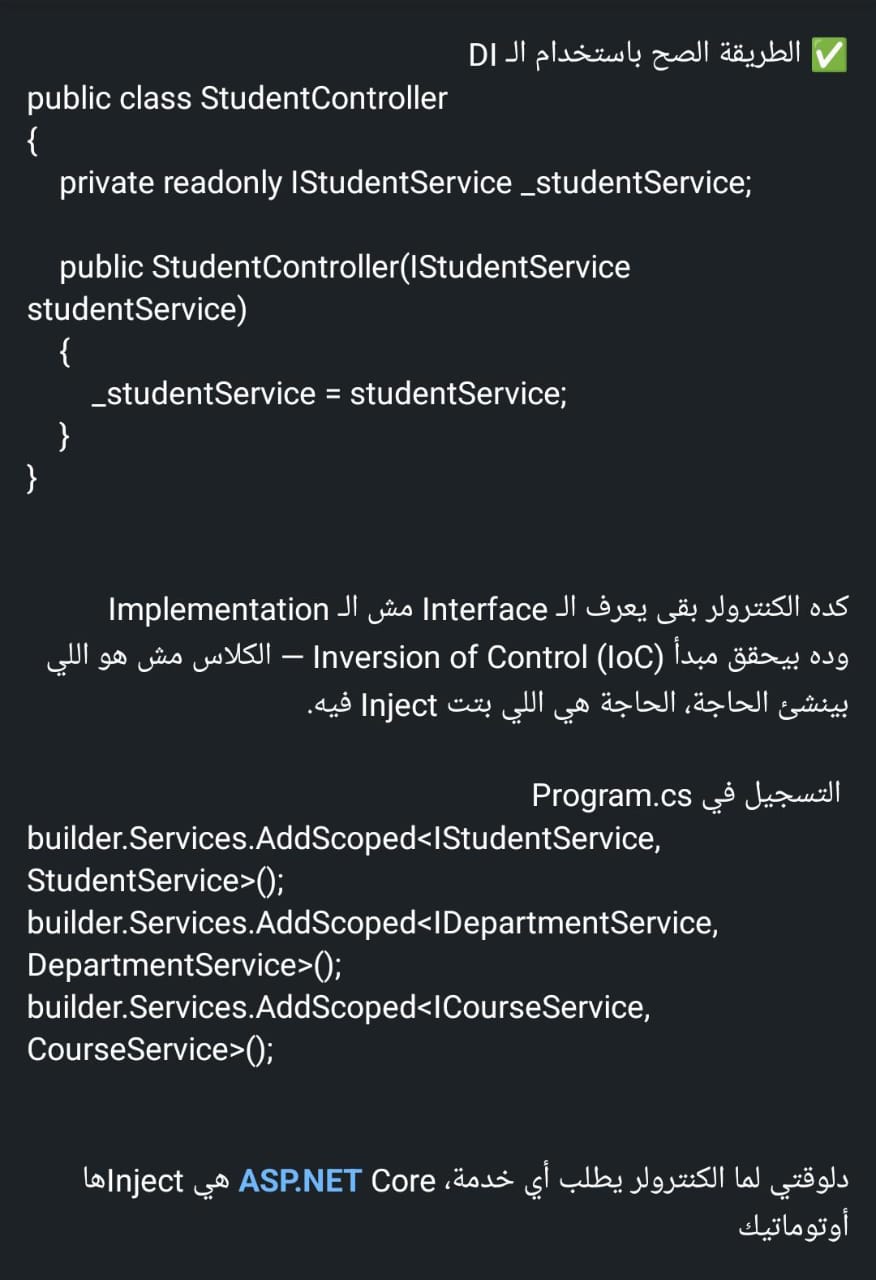 ✅ الطريقة الصح باستخدام الـ DI
public class StudentController
{
    private readonly IStudentService _studentService;

    public StudentController(IStudentService
studentService)
    {
        _studentService = studentService;
    }
}

كده الكنترولر بقى يعرف الـ Interface مش الـ Implementation
وده بيحقق مبدأ Inversion of Control (IoC) — الكلاس مش هو اللي
بينشئ الحاجة، الحاجة هي اللي بتت Inject فيه.

التسجيل في Program.cs
builder.Services.AddScoped<IStudentService,
StudentService>();
builder.Services.AddScoped<IDepartmentService,
DepartmentService>();
builder.Services.AddScoped<ICourseService,
CourseService>();

دلوقتي لما الكنترولر يطلب أي خدمة، ASP.NET Core هي Injectها
أوتوماتيك